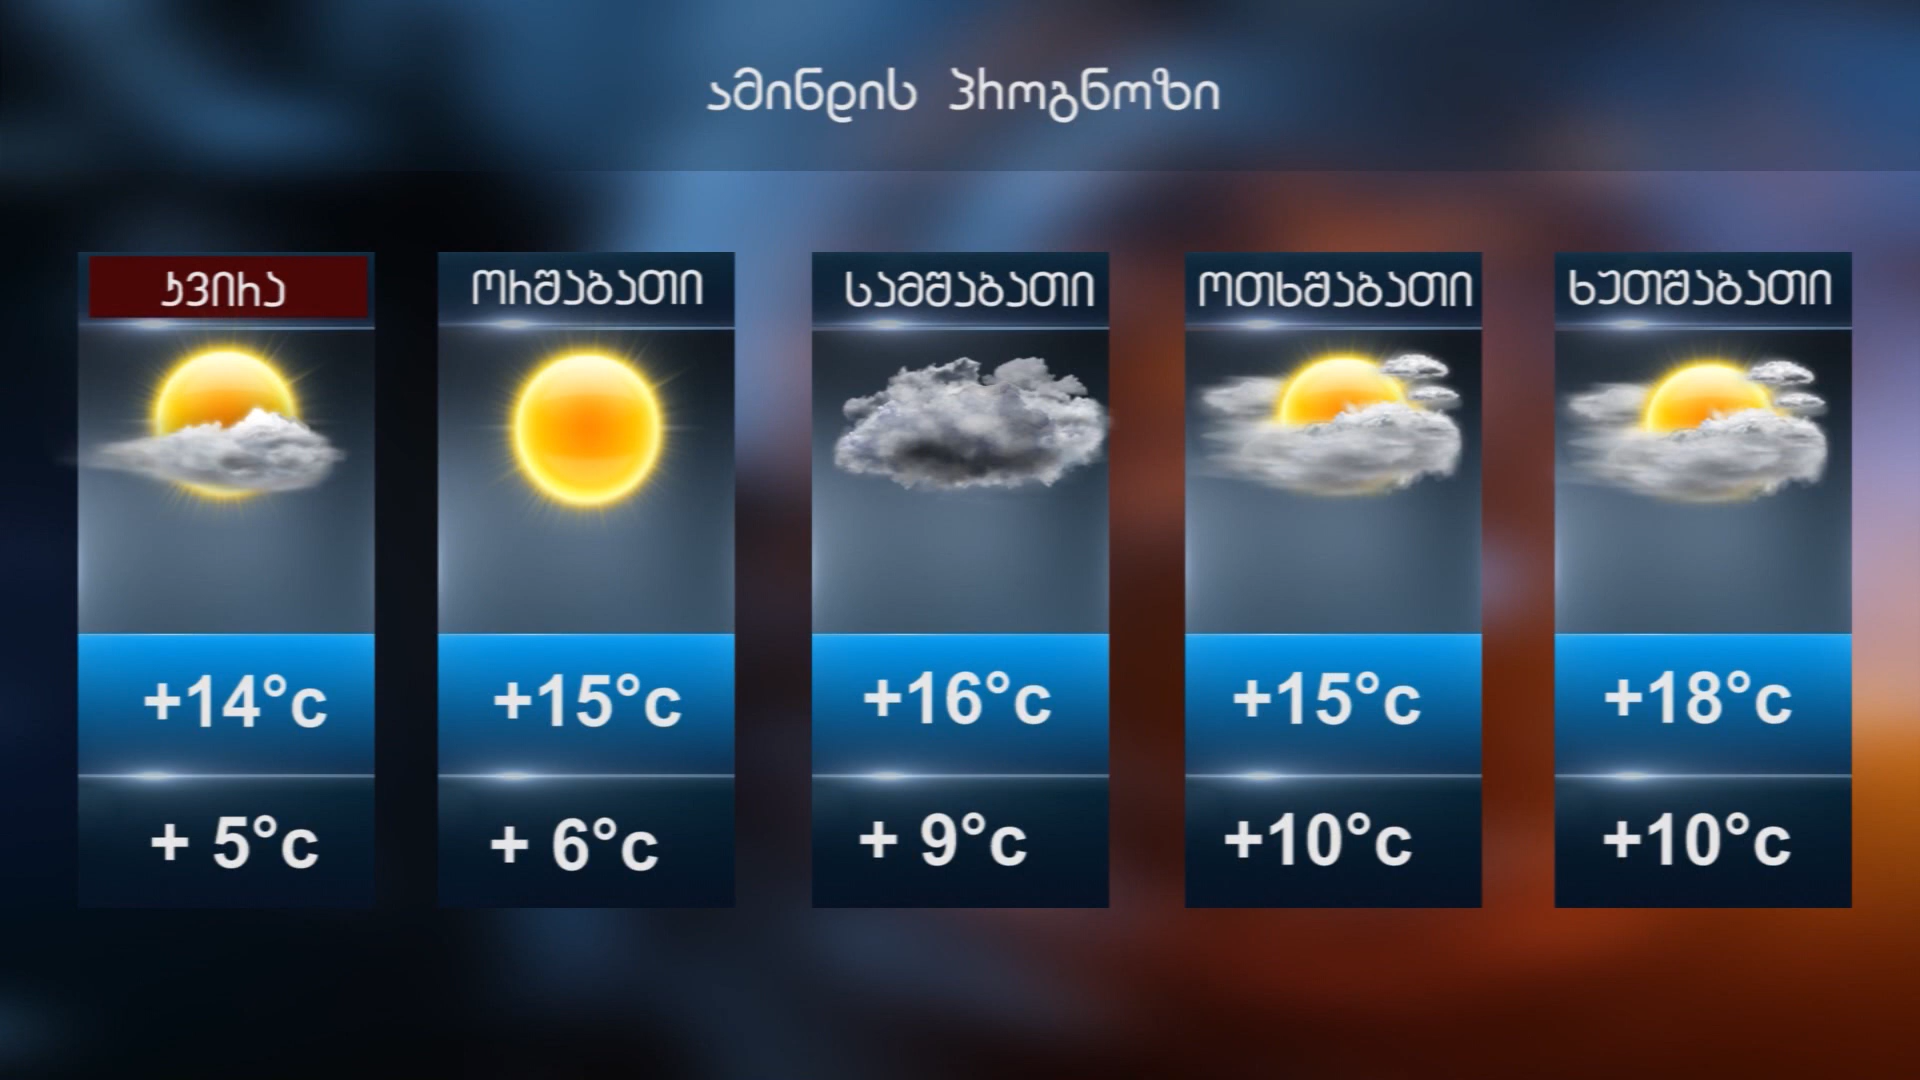 ამინდის პროგნოზი
კვირა
ორშაბათი
სამშაბათი
ოთხშაბათი
ხუთშაბათი
+14°c
+15°c
+16°c
+15°c
+18°c
+ 5°c
+ 6°c
+ 9°c
+10°c
+10°c